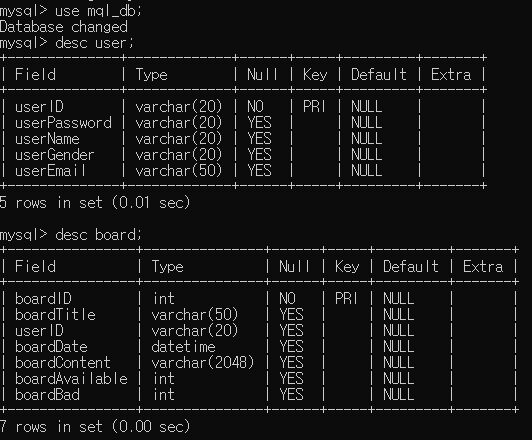 mysql> use mql_db;
Database changed
mysql> desc user;
+--------------+-------------+------+-----+---------+-------+
| Field        | Type        | Null | Key | Default | Extra |
+--------------+-------------+------+-----+---------+-------+
| userID       | varchar(20) | NO   | PRI | NULL    |       |
| userPassword | varchar(20) | YES  |     | NULL    |       |
| userName     | varchar(20) | YES  |     | NULL    |       |
| userGender   | varchar(20) | YES  |     | NULL    |       |
| userEmail    | varchar(50) | YES  |     | NULL    |       |
+--------------+-------------+------+-----+---------+-------+
5 rows in set (0.01 sec)
mysql> desc board;
+----------------+---------------+------+-----+---------+-------+
| Field          | Type          | Null | Key | Default | Extra |
+----------------+---------------+------+-----+---------+-------+
| boardID        | int           | NO   | PRI | NULL    |       |
| boardTitle     | varchar(50)   | YES  |     | NULL    |       |
| userID         | varchar(20)   | YES  |     | NULL    |       |
| boardDate      | datetime      | YES  |     | NULL    |       |
| boardContent   | varchar(2048) | YES  |     | NULL    |       |
| boardAvailable | int           | YES  |     | NULL    |       |
| boardBad       | int           | YES  |     | NULL    |       |
+----------------+---------------+------+-----+---------+-------+
7 rows in set (0.00 sec)